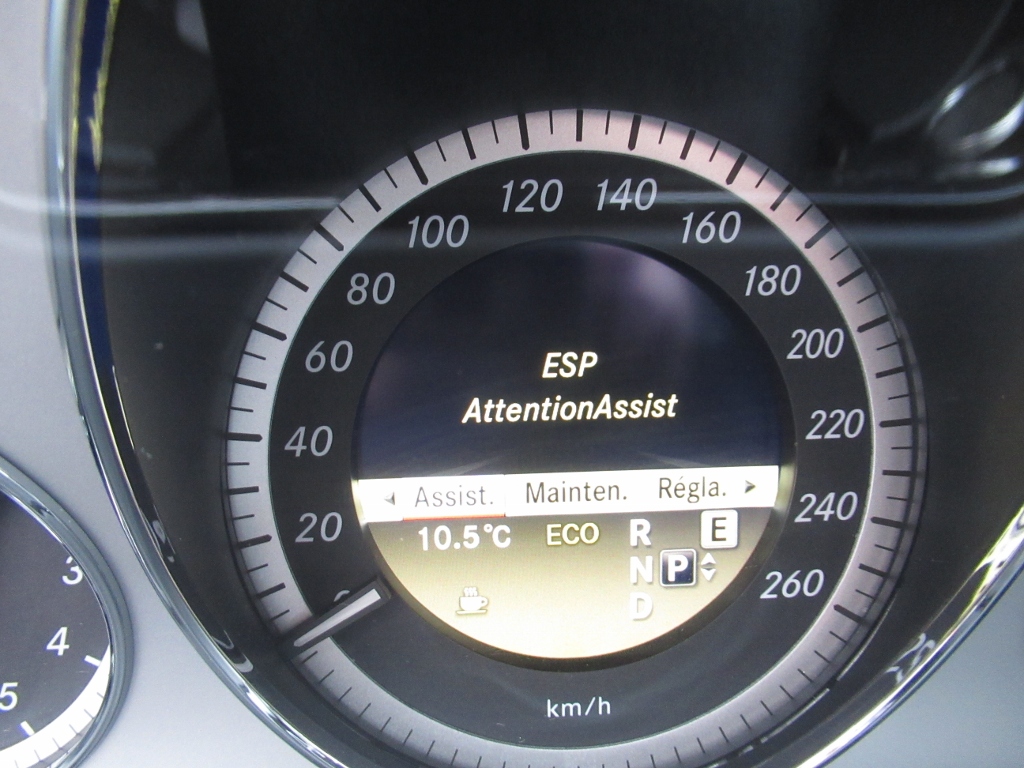 120 140
100 160
80 180
60 200
ESP
AttentionAssist
40 220
Assist. Mainten. Régla.
20 240
10.5°C ECO R E
N P
D
260
3
4
5
km/h